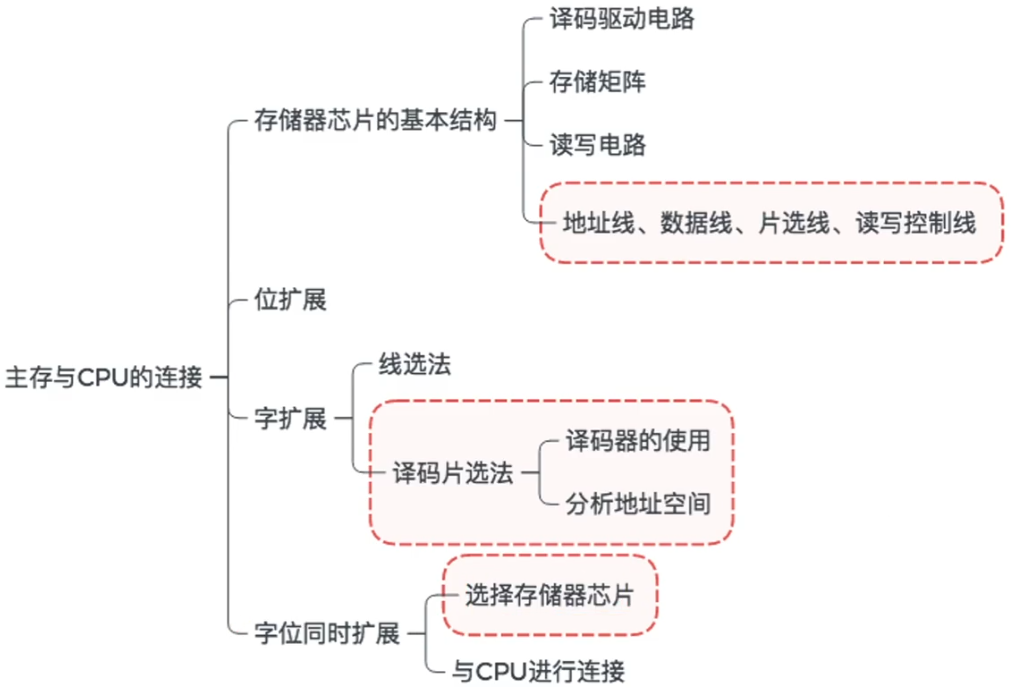 主存与CPU的连接
存储器芯片的基本结构
译码驱动电路
存储矩阵
读写电路
地址线、数据线、片选线、读写控制线
位扩展
字扩展
线选法
译码片选法
译码器的使用
分析地址空间
字位同时扩展
选择存储器芯片
与CPU进行连接